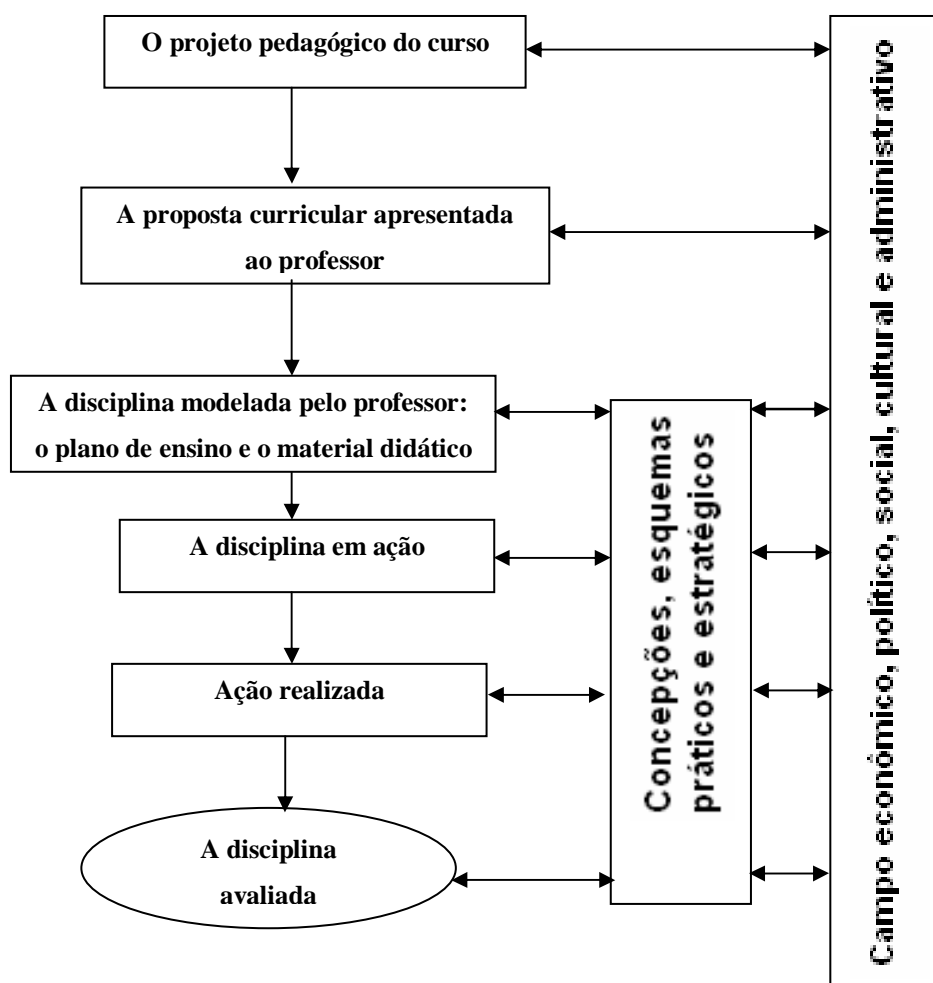 O projeto pedagógico do curso
A proposta curricular apresentada
ao professor
A disciplina modelada pelo professor:
o plano de ensino e o material didático
A disciplina em ação
Ação realizada
A disciplina
avaliada
Concepções, esquemas
práticos e estratégicos
Campo econômico, político, social, cultural e administrativo